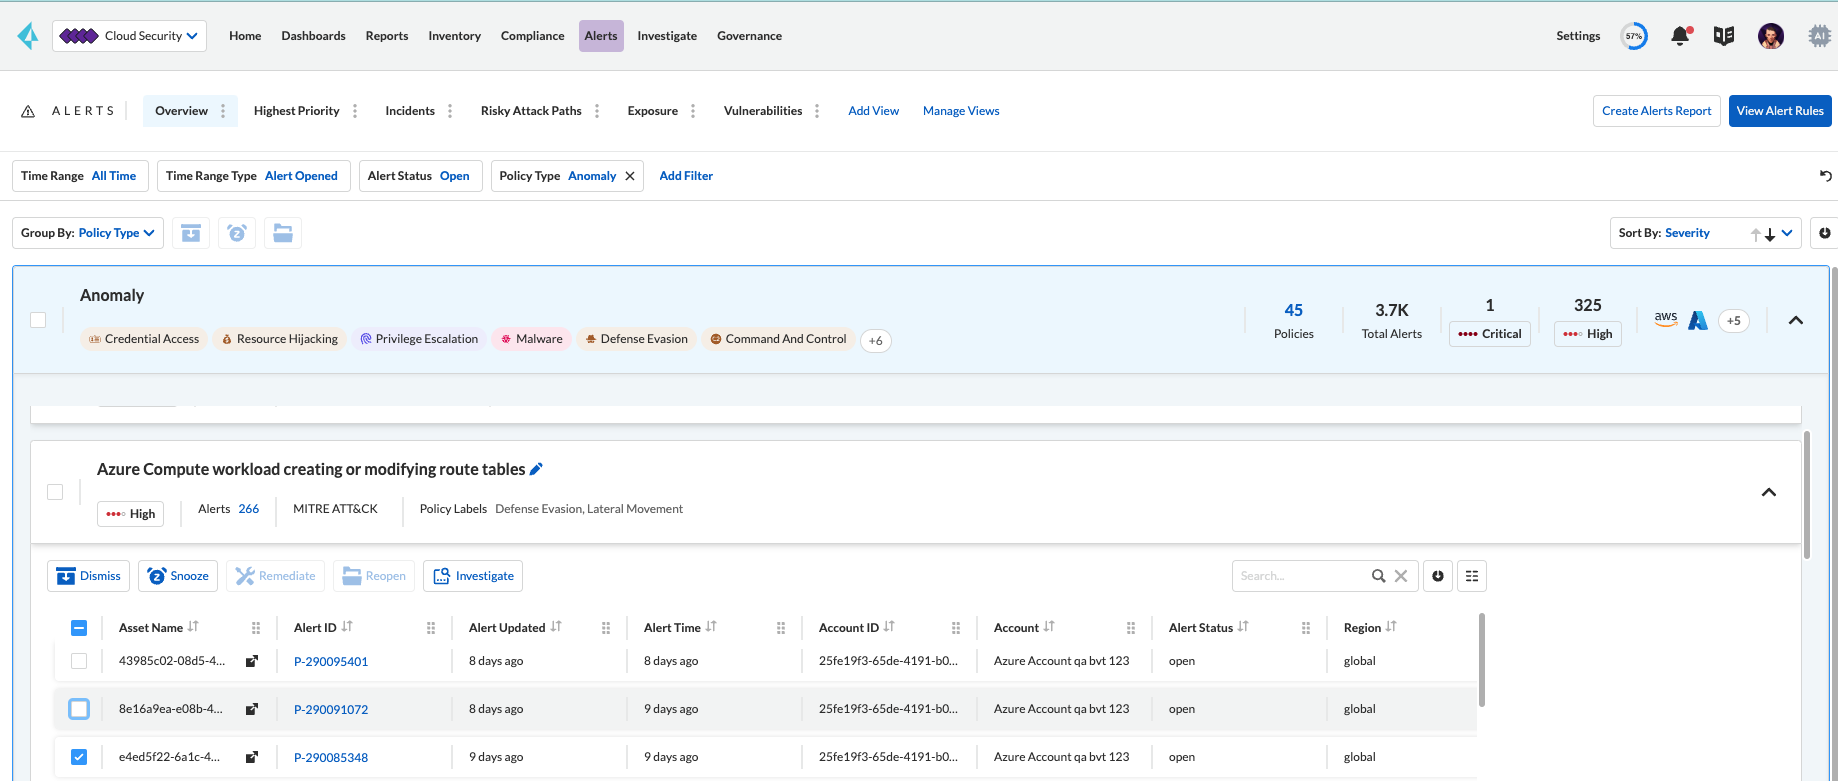 Cloud Security Home Dashboards Reports Inventory Compliance Alerts Investigate Governance Settings 57% AI
ALERTS Overview Highest Priority Incidents Risky Attack Paths Exposure Vulnerabilities Add View Manage Views Create Alerts Report View Alert Rules
Time Range All Time Time Range Type Alert Opened Alert Status Open Policy Type Anomaly Add Filter
Group By: Policy Type Sort By: Severity
Anomaly
Credential Access Resource Hijacking Privilege Escalation Malware Defense Evasion Command And Control +6
45 3.7K 1 325
Policies Total Alerts Critical High aws +5
Azure Compute workload creating or modifying route tables
High Alerts 266 MITRE ATT&CK Policy Labels Defense Evasion, Lateral Movement
Dismiss Snooze Remediate Reopen Investigate Search...
Asset Name Alert ID Alert Updated Alert Time Account ID Account Alert Status Region
43985c02-08d5-4... P-290095401 8 days ago 8 days ago 25fe19f3-65de-4191-b0... Azure Account qa bvt 123 open global
8e16a9ea-e08b-4... P-290091072 8 days ago 9 days ago 25fe19f3-65de-4191-b0... Azure Account qa bvt 123 open global
e4ed5f22-6a1c-4... P-290085348 9 days ago 9 days ago 25fe19f3-65de-4191-b0... Azure Account qa bvt 123 open global